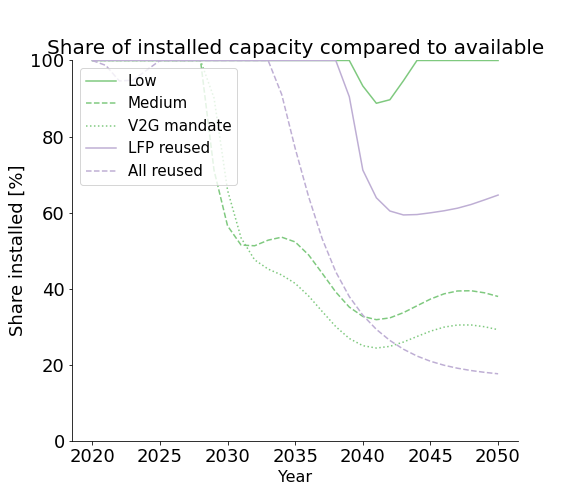 Share of installed capacity compared to available
100
80
60
40
20
0
Share installed [%]
Low
Medium
V2G mandate
LFP reused
All reused
2020 2025 2030 2035 2040 2045 2050
Year